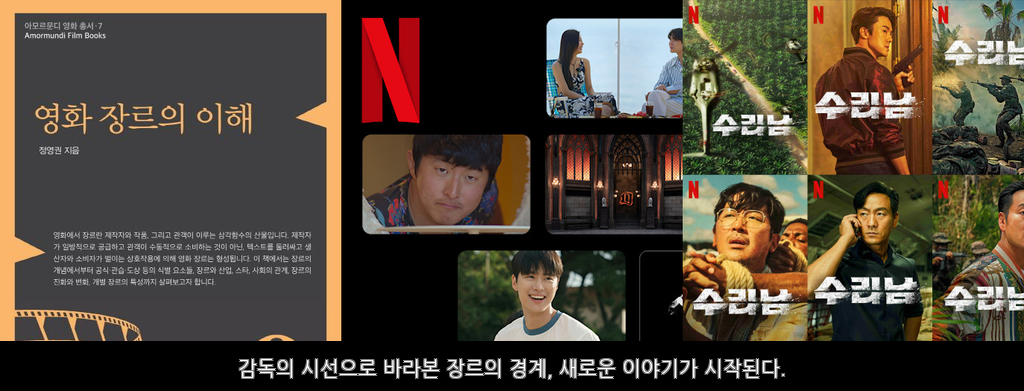 아모르문디 영화 총서·7
Amormundi Film Books
영화 장르의 이해
정영권 지음
영화에서 장르란 제작자와 작품, 그리고 관객이 이루는 삼각함수의 산물입니다. 제작자
가 일방적으로 공급하고 관객이 수동적으로 소비하는 것이 아닌, 텍스트를 둘러싸고 생
산자와 소비자가 벌이는 상호작용에 의해 영화 장르는 형성됩니다. 이 책에서는 장르의
개념에서부터 공식·관습·도상 등의 식별 요소들, 장르와 산업, 스타, 사회의 관계, 장르의
진화와 변화, 개별 장르의 특성까지 살펴보고자 합니다.
N
N
N
N
수리남
수리남
수리남
N
N
N
수리남
수리남
수리남
감독의 시선으로 바라본 장르의 경계, 새로운 이야기가 시작된다.